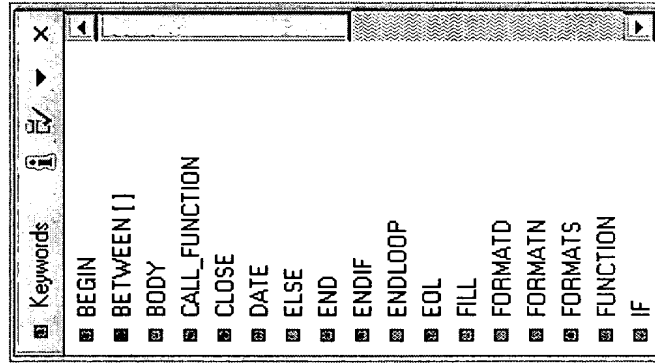 Keywords
BEGIN
BETWEEN [ ]
BODY
CALL_FUNCTION
CLOSE
DATE
ELSE
END
ENDIF
ENDLOOP
EOL
FILL
FORMATD
FORMATN
FORMATS
FUNCTION
IF